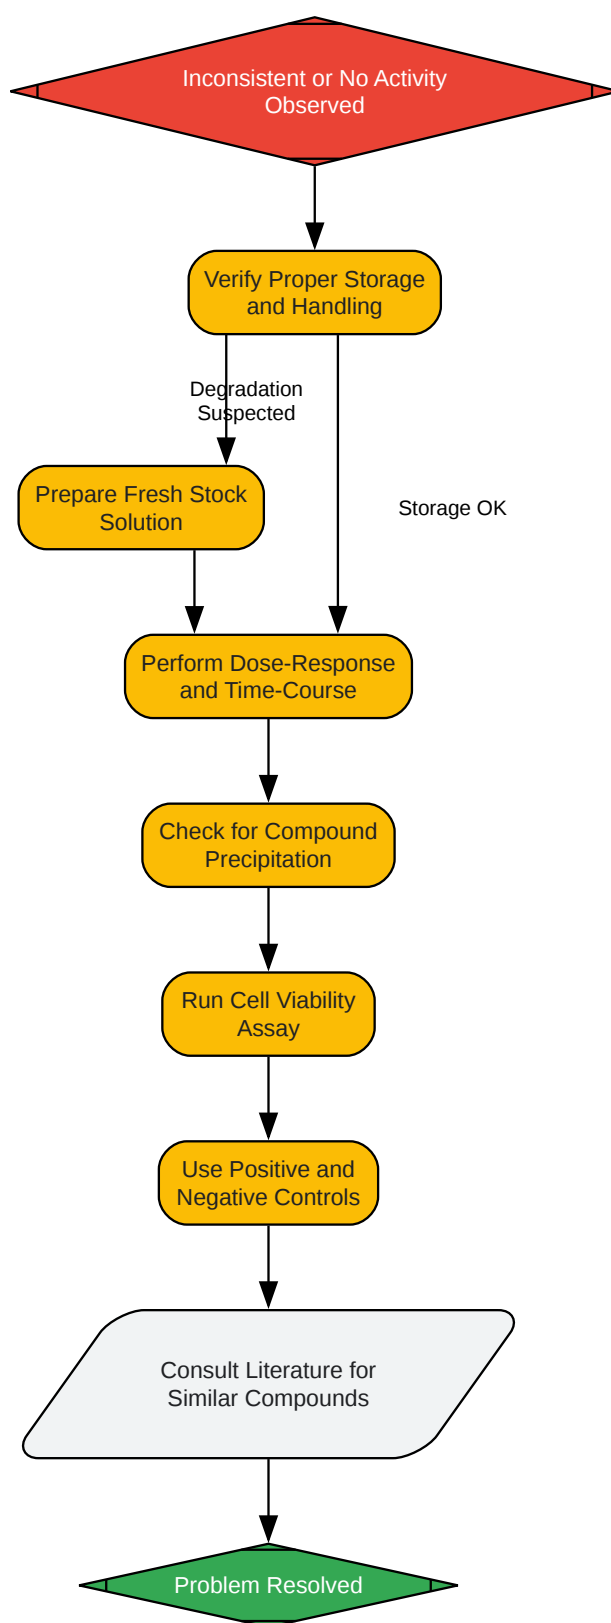 Inconsistent or No Activity
Observed
Verify Proper Storage
and Handling
Degradation
Suspected
Prepare Fresh Stock
Solution
Storage OK
Perform Dose-Response
and Time-Course
Check for Compound
Precipitation
Run Cell Viability
Assay
Use Positive and
Negative Controls
Consult Literature for
Similar Compounds
Problem Resolved